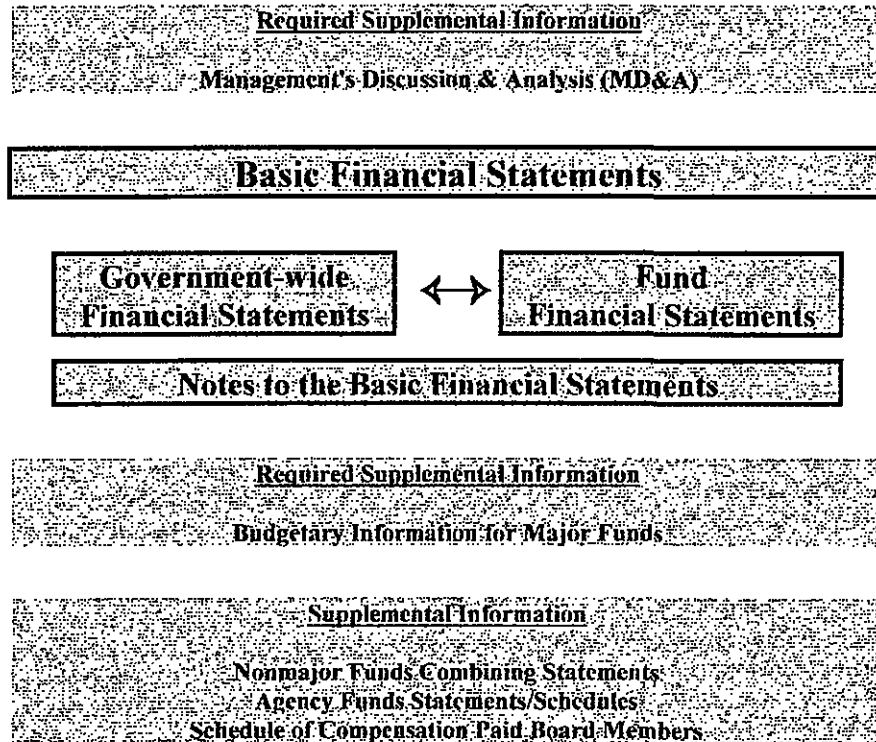 Required Supplemental Information
Management's Discussion & Analysis (MD&A)
Basic Financial Statements
Government-wide
Financial Statements
Fund
Financial Statements
Notes to the Basic Financial Statements
Required Supplemental Information
Budgetary Information for Major Funds
Supplemental Information
Nonmajor Funds Combining Statements
Agency Funds Statements/Schedules
Schedule of Compensation Paid Board Members